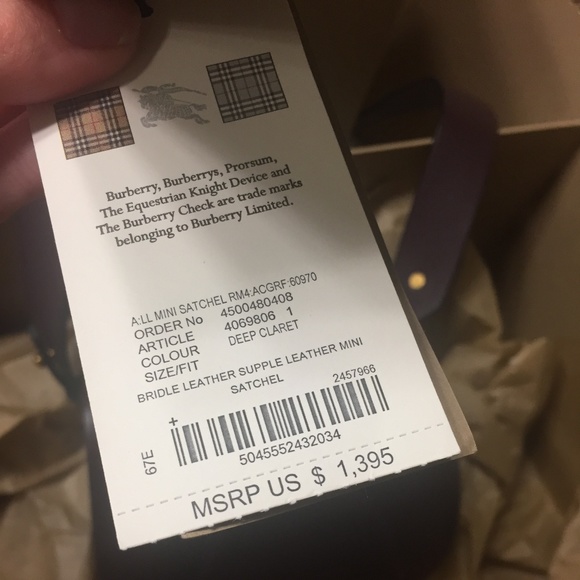 Burberry, Burberrys, Prorsum,
The Equestrian Knight Device and
The Burberry Check are trade marks
belonging to Burberry Limited.
A:LL MINI SATCHEL RM4:ACGRF:60970
ORDER No 4500480408
ARTICLE 4069806 1
COLOUR DEEP CLARET
SIZE/FIT
BRIDLE LEATHER SUPPLE LEATHER MINI
SATCHEL 2457966
67E
5045552432034
MSRP US $ 1,395